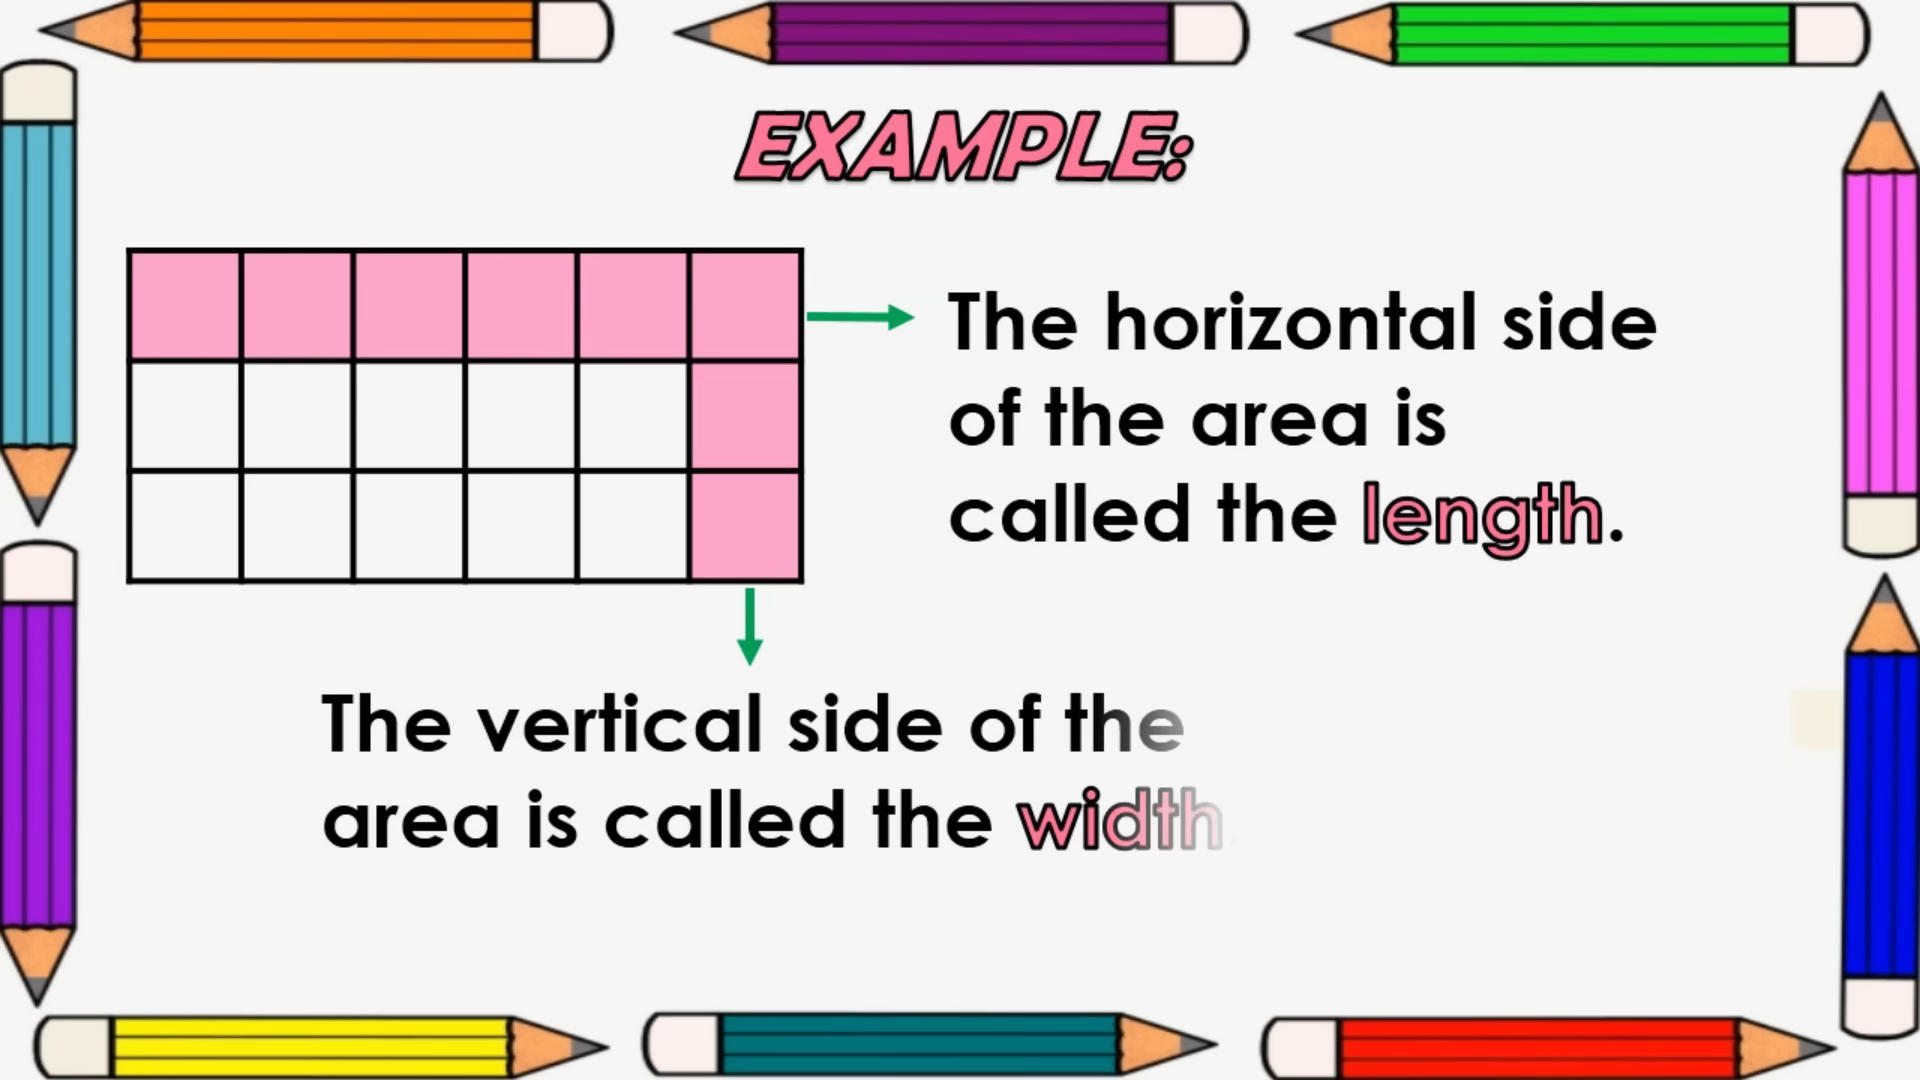 EXAMPLE:
The horizontal side
of the area is
called the length.
The vertical side of the
area is called the width.